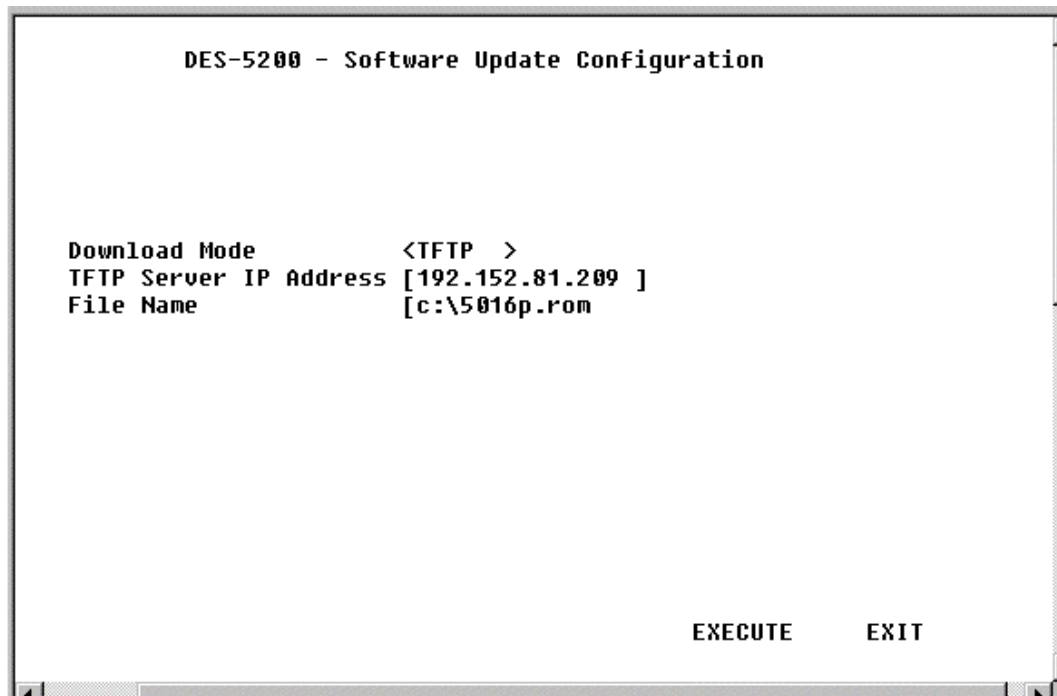 DES-5200 - Software Update Configuration
Download Mode <TFTP >
TFTP Server IP Address [192.152.81.209 ]
File Name [c:\5016p.rom
EXECUTE EXIT